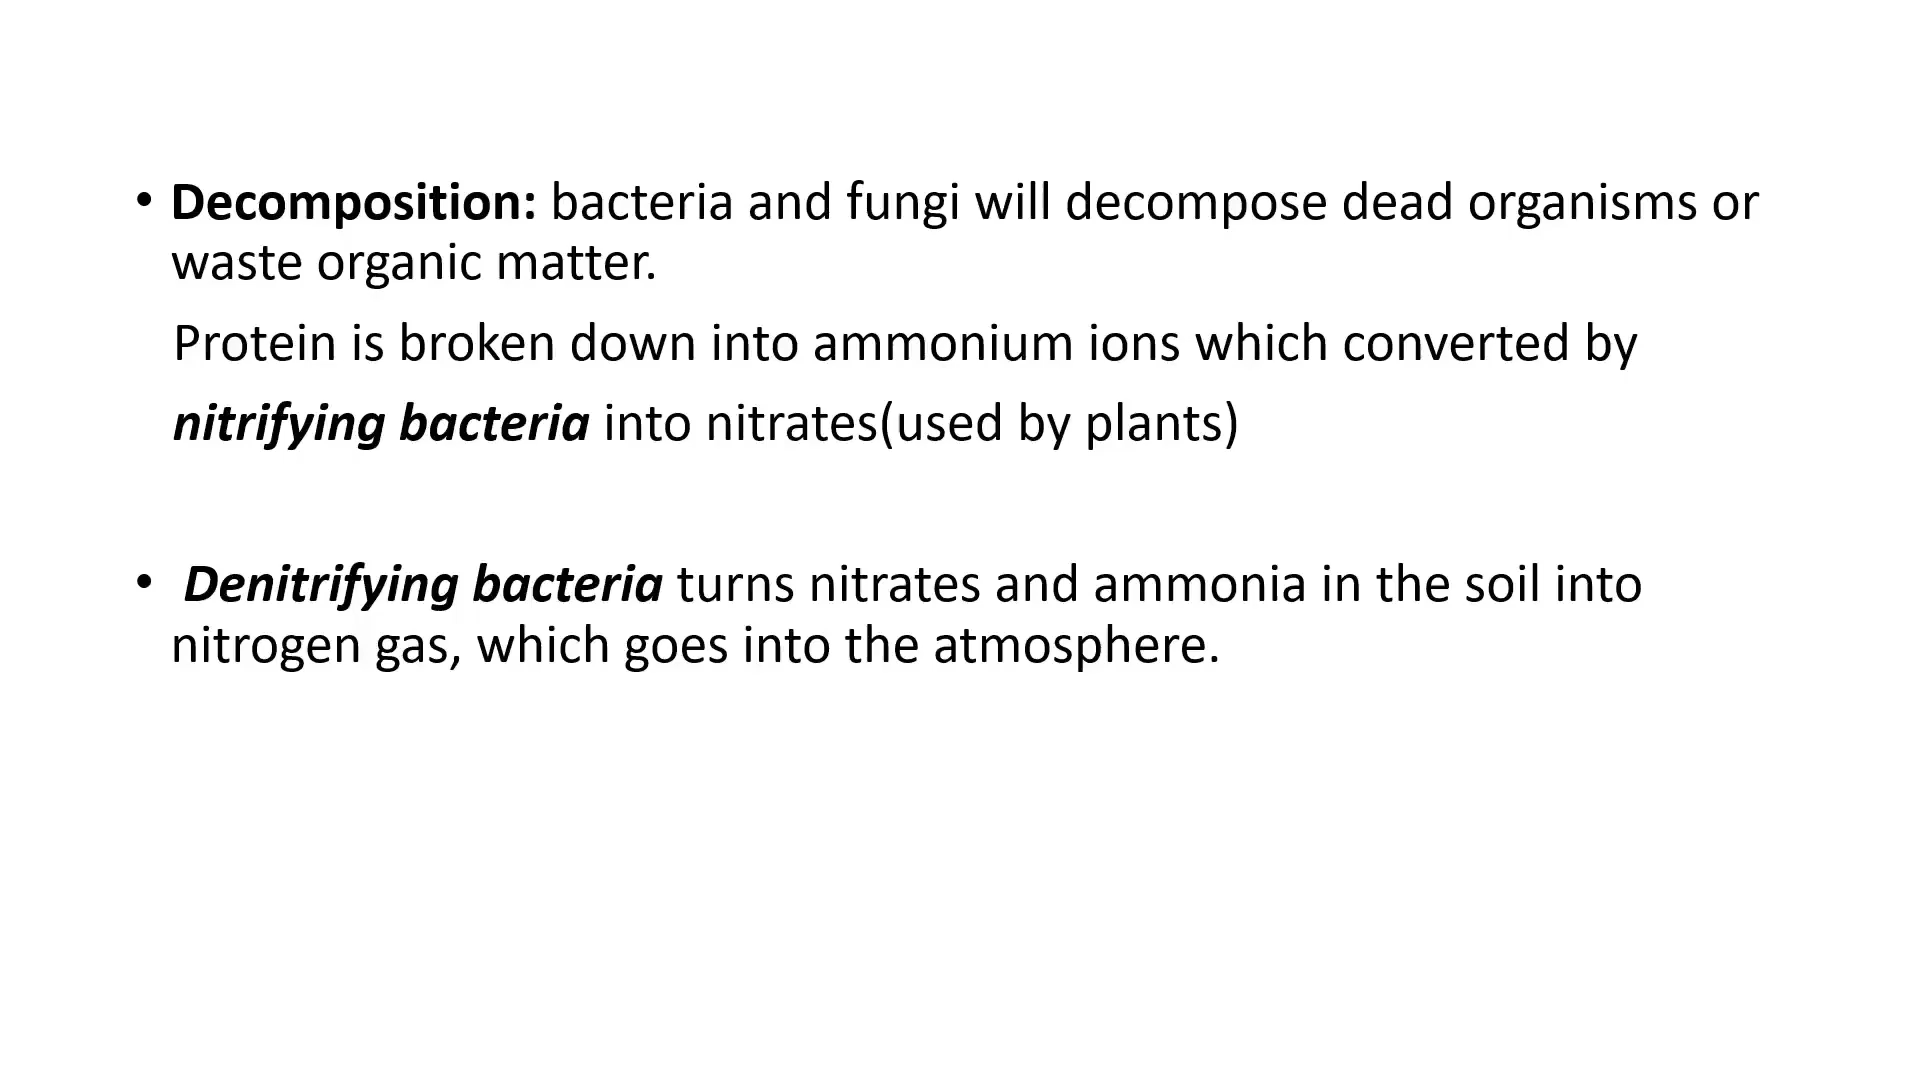 • Decomposition: bacteria and fungi will decompose dead organisms or
waste organic matter.
Protein is broken down into ammonium ions which converted by
nitrifying bacteria into nitrates(used by plants)
• Denitrifying bacteria turns nitrates and ammonia in the soil into
nitrogen gas, which goes into the atmosphere.